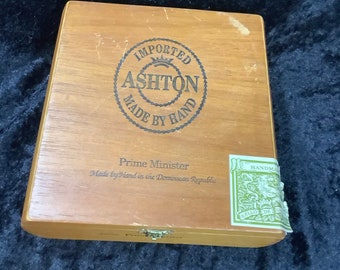 IMPORTED
ASHTON
MADE BY HAND
Prime Minister
Made by Hand in the Dominican Republic